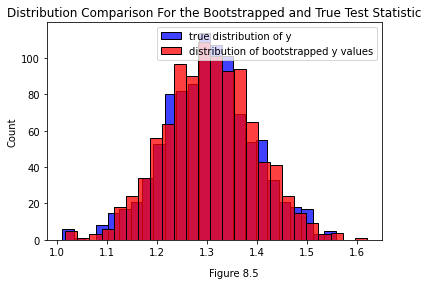 Distribution Comparison For the Bootstrapped and True Test Statistic
true distribution of y
distribution of bootstrapped y values
100
80
60
40
20
0
Count
1.0 1.1 1.2 1.3 1.4 1.5 1.6
Figure 8.5